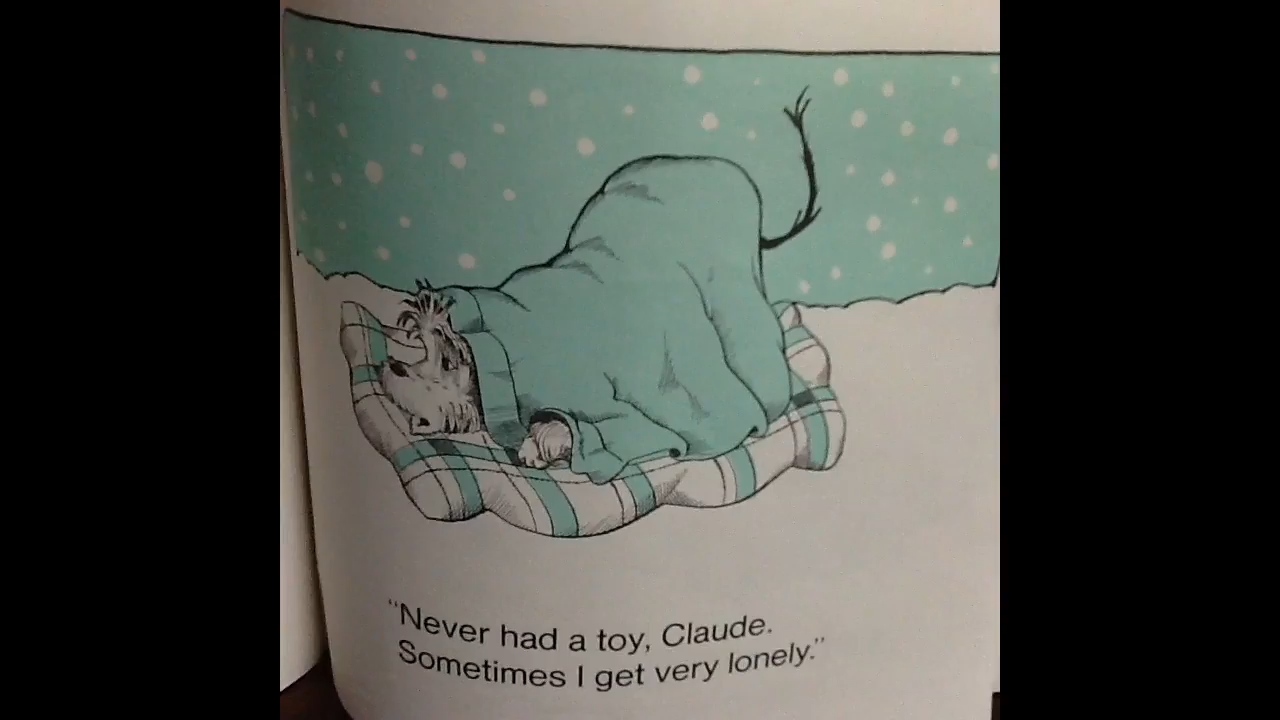 “Never had a toy, Claude.
Sometimes I get very lonely.”